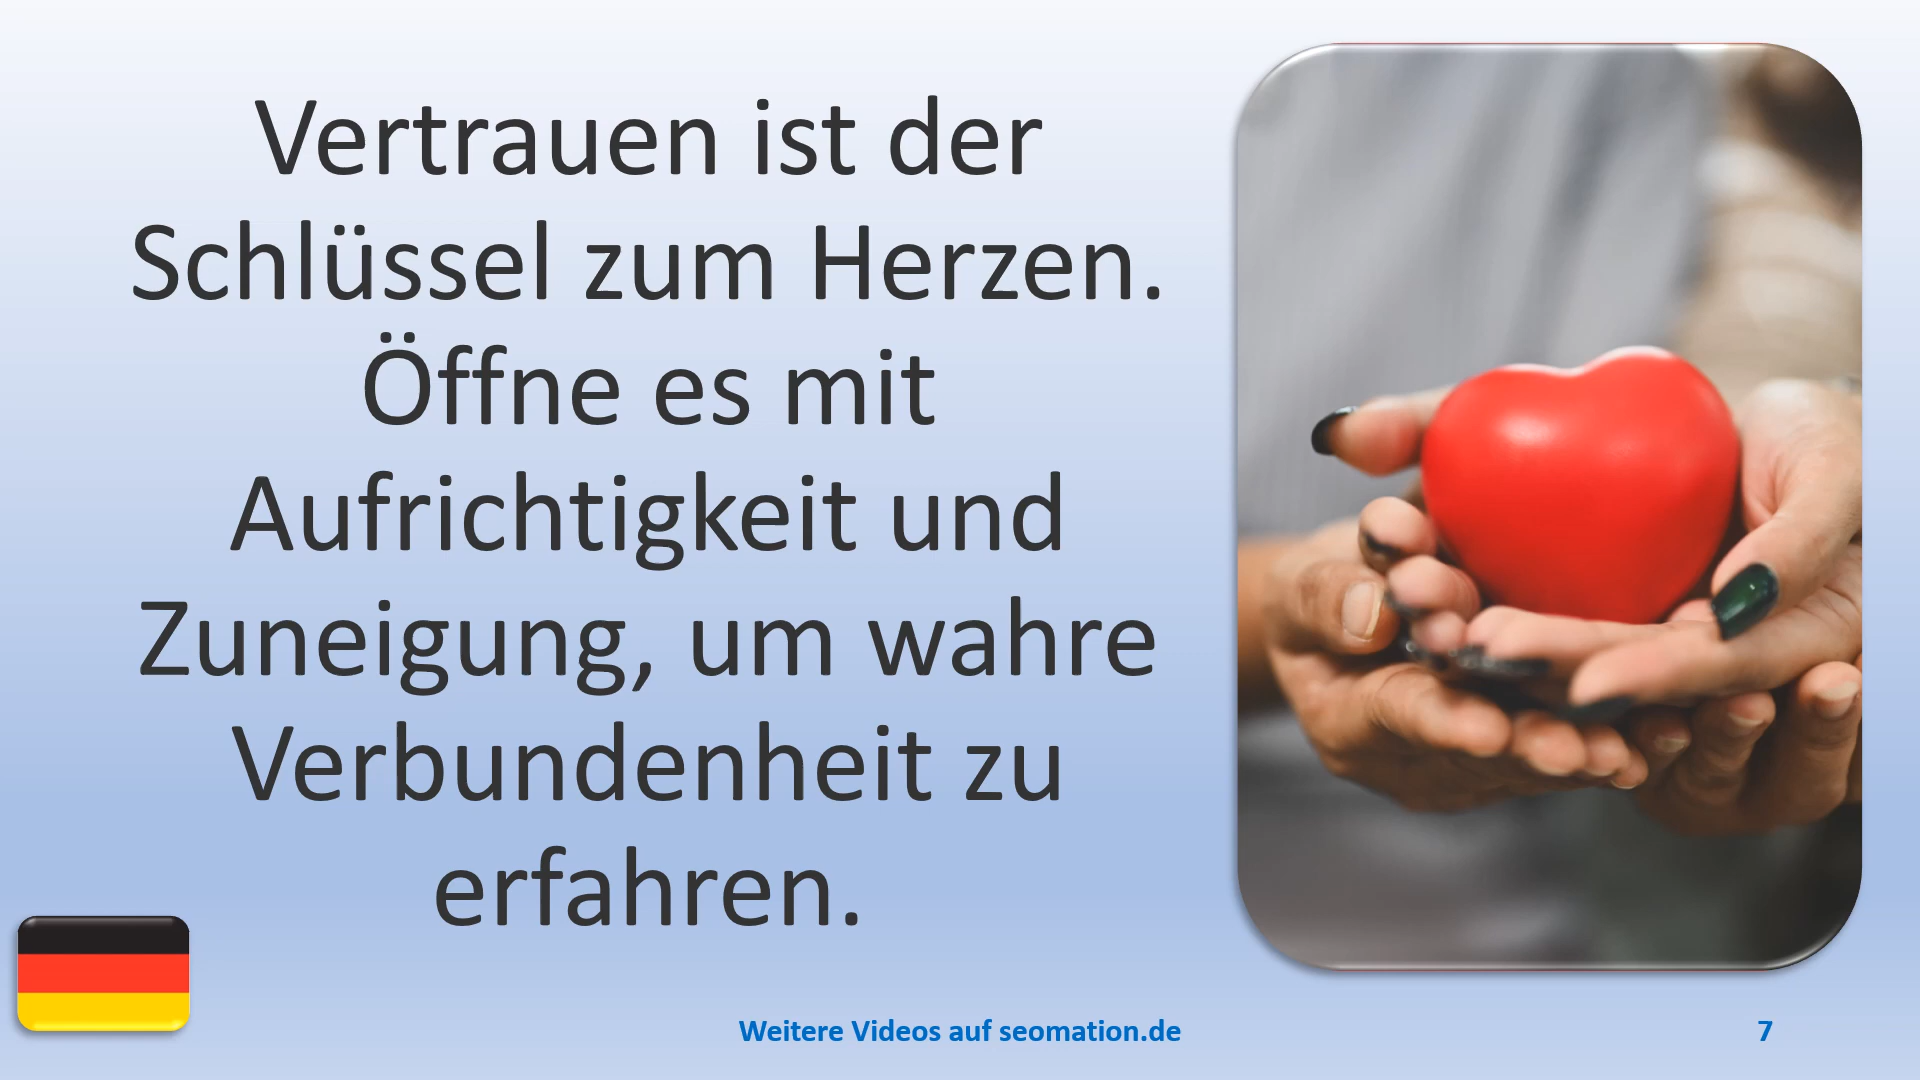 Vertrauen ist der
Schlüssel zum Herzen.
Öffne es mit
Aufrichtigkeit und
Zuneigung, um wahre
Verbundenheit zu
erfahren.
Weitere Videos auf seomation.de
7